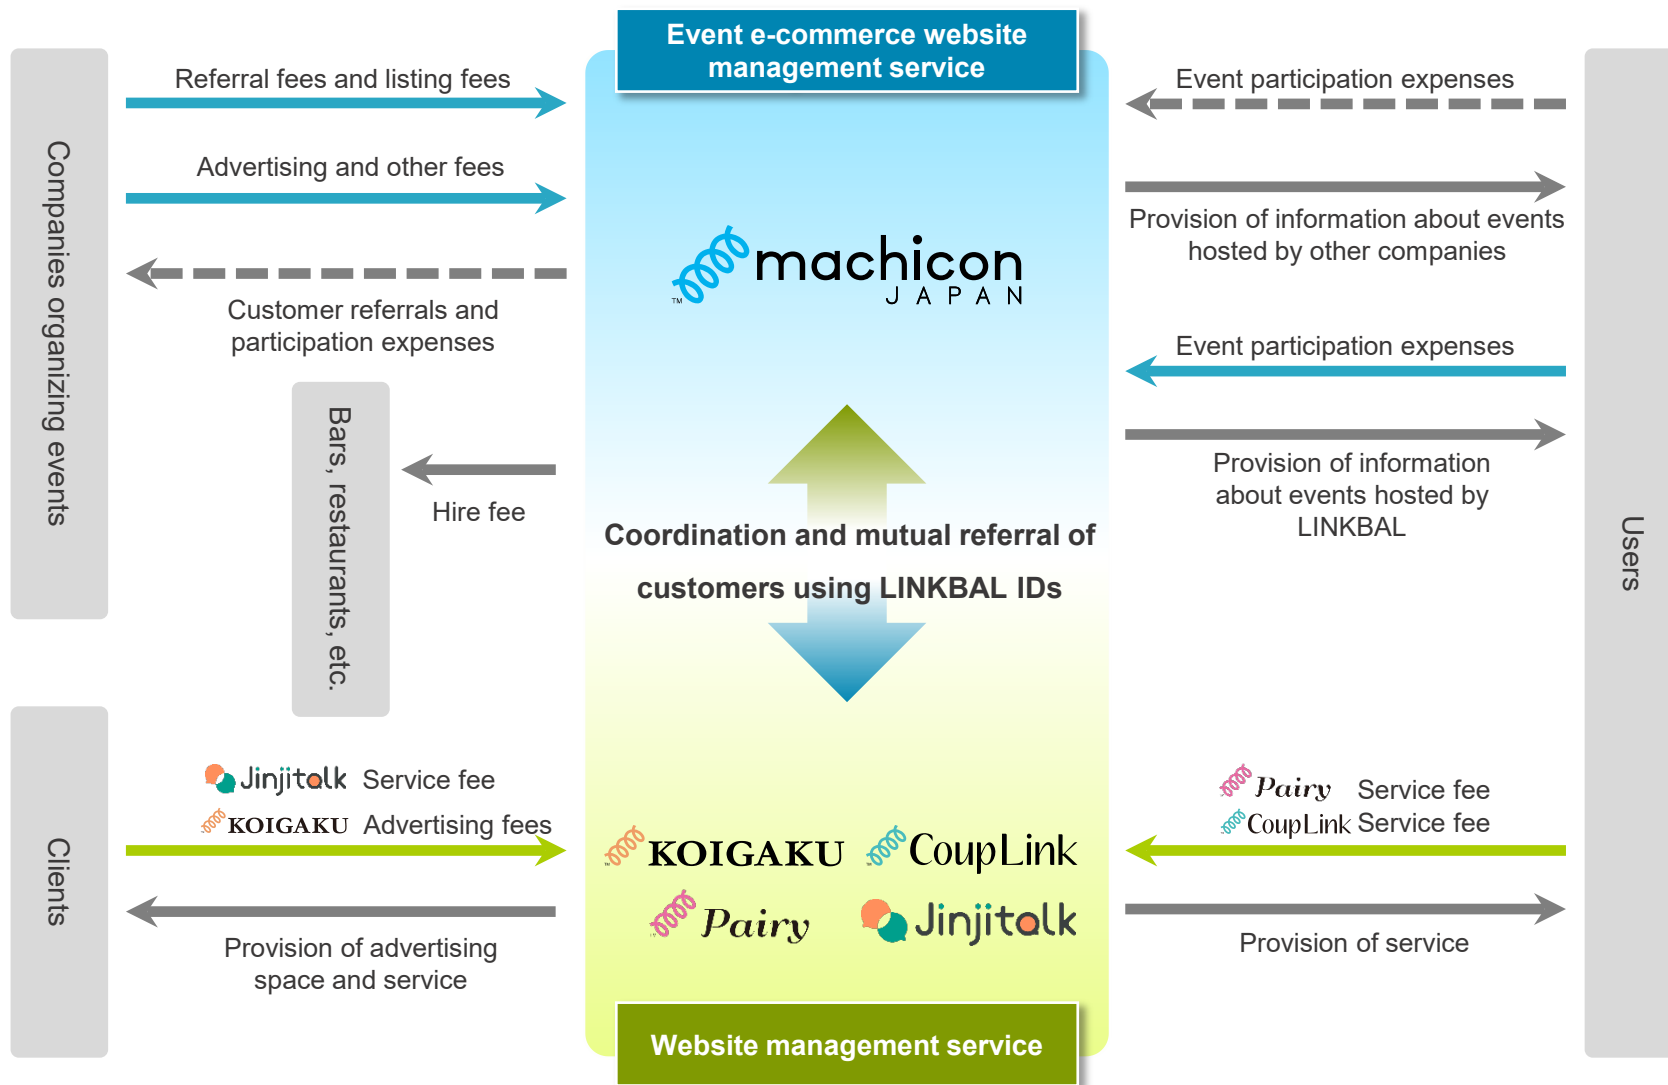 Event e-commerce website
management service
Companies organizing events
Referral fees and listing fees
Advertising and other fees
Customer referrals and
participation expenses
Bars, restaurants, etc.
Hire fee
TM
machicon
JAPAN
Event participation expenses
Provision of information about events
hosted by other companies
Event participation expenses
Provision of information
about events hosted by
LINKBAL
Users
Coordination and mutual referral of
customers using LINKBAL IDs
Clients
Jinjitalk Service fee
KOIGAKU Advertising fees
Provision of advertising
space and service
KOIGAKU
CoupLink
Pairy
Jinjitalk
Pairy Service fee
CoupLink Service fee
Provision of service
Website management service